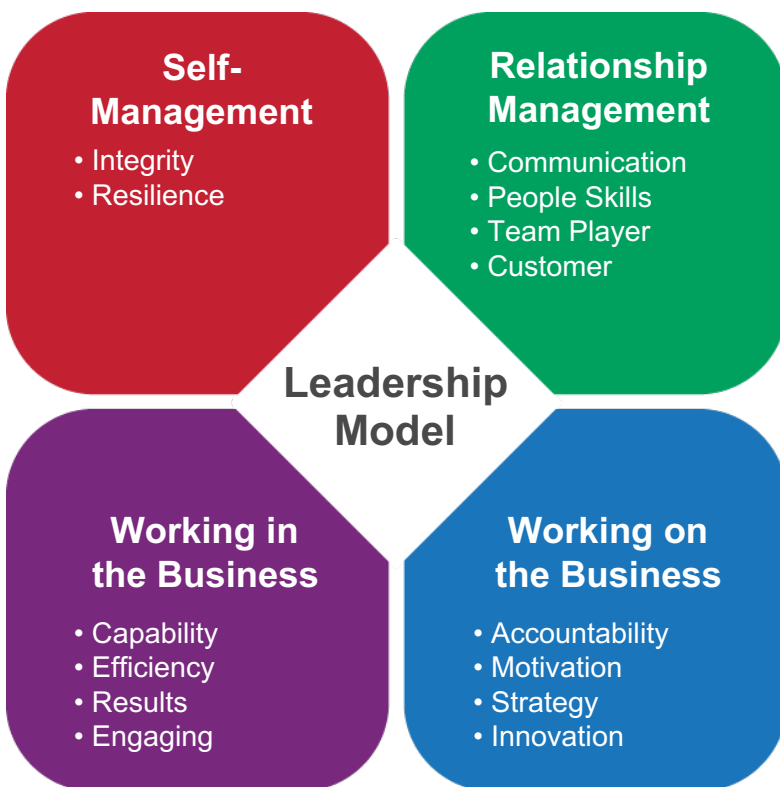 Self-
Management
• Integrity
• Resilience
Relationship
Management
• Communication
• People Skills
• Team Player
• Customer
Leadership
Model
Working in
the Business
• Capability
• Efficiency
• Results
• Engaging
Working on
the Business
• Accountability
• Motivation
• Strategy
• Innovation